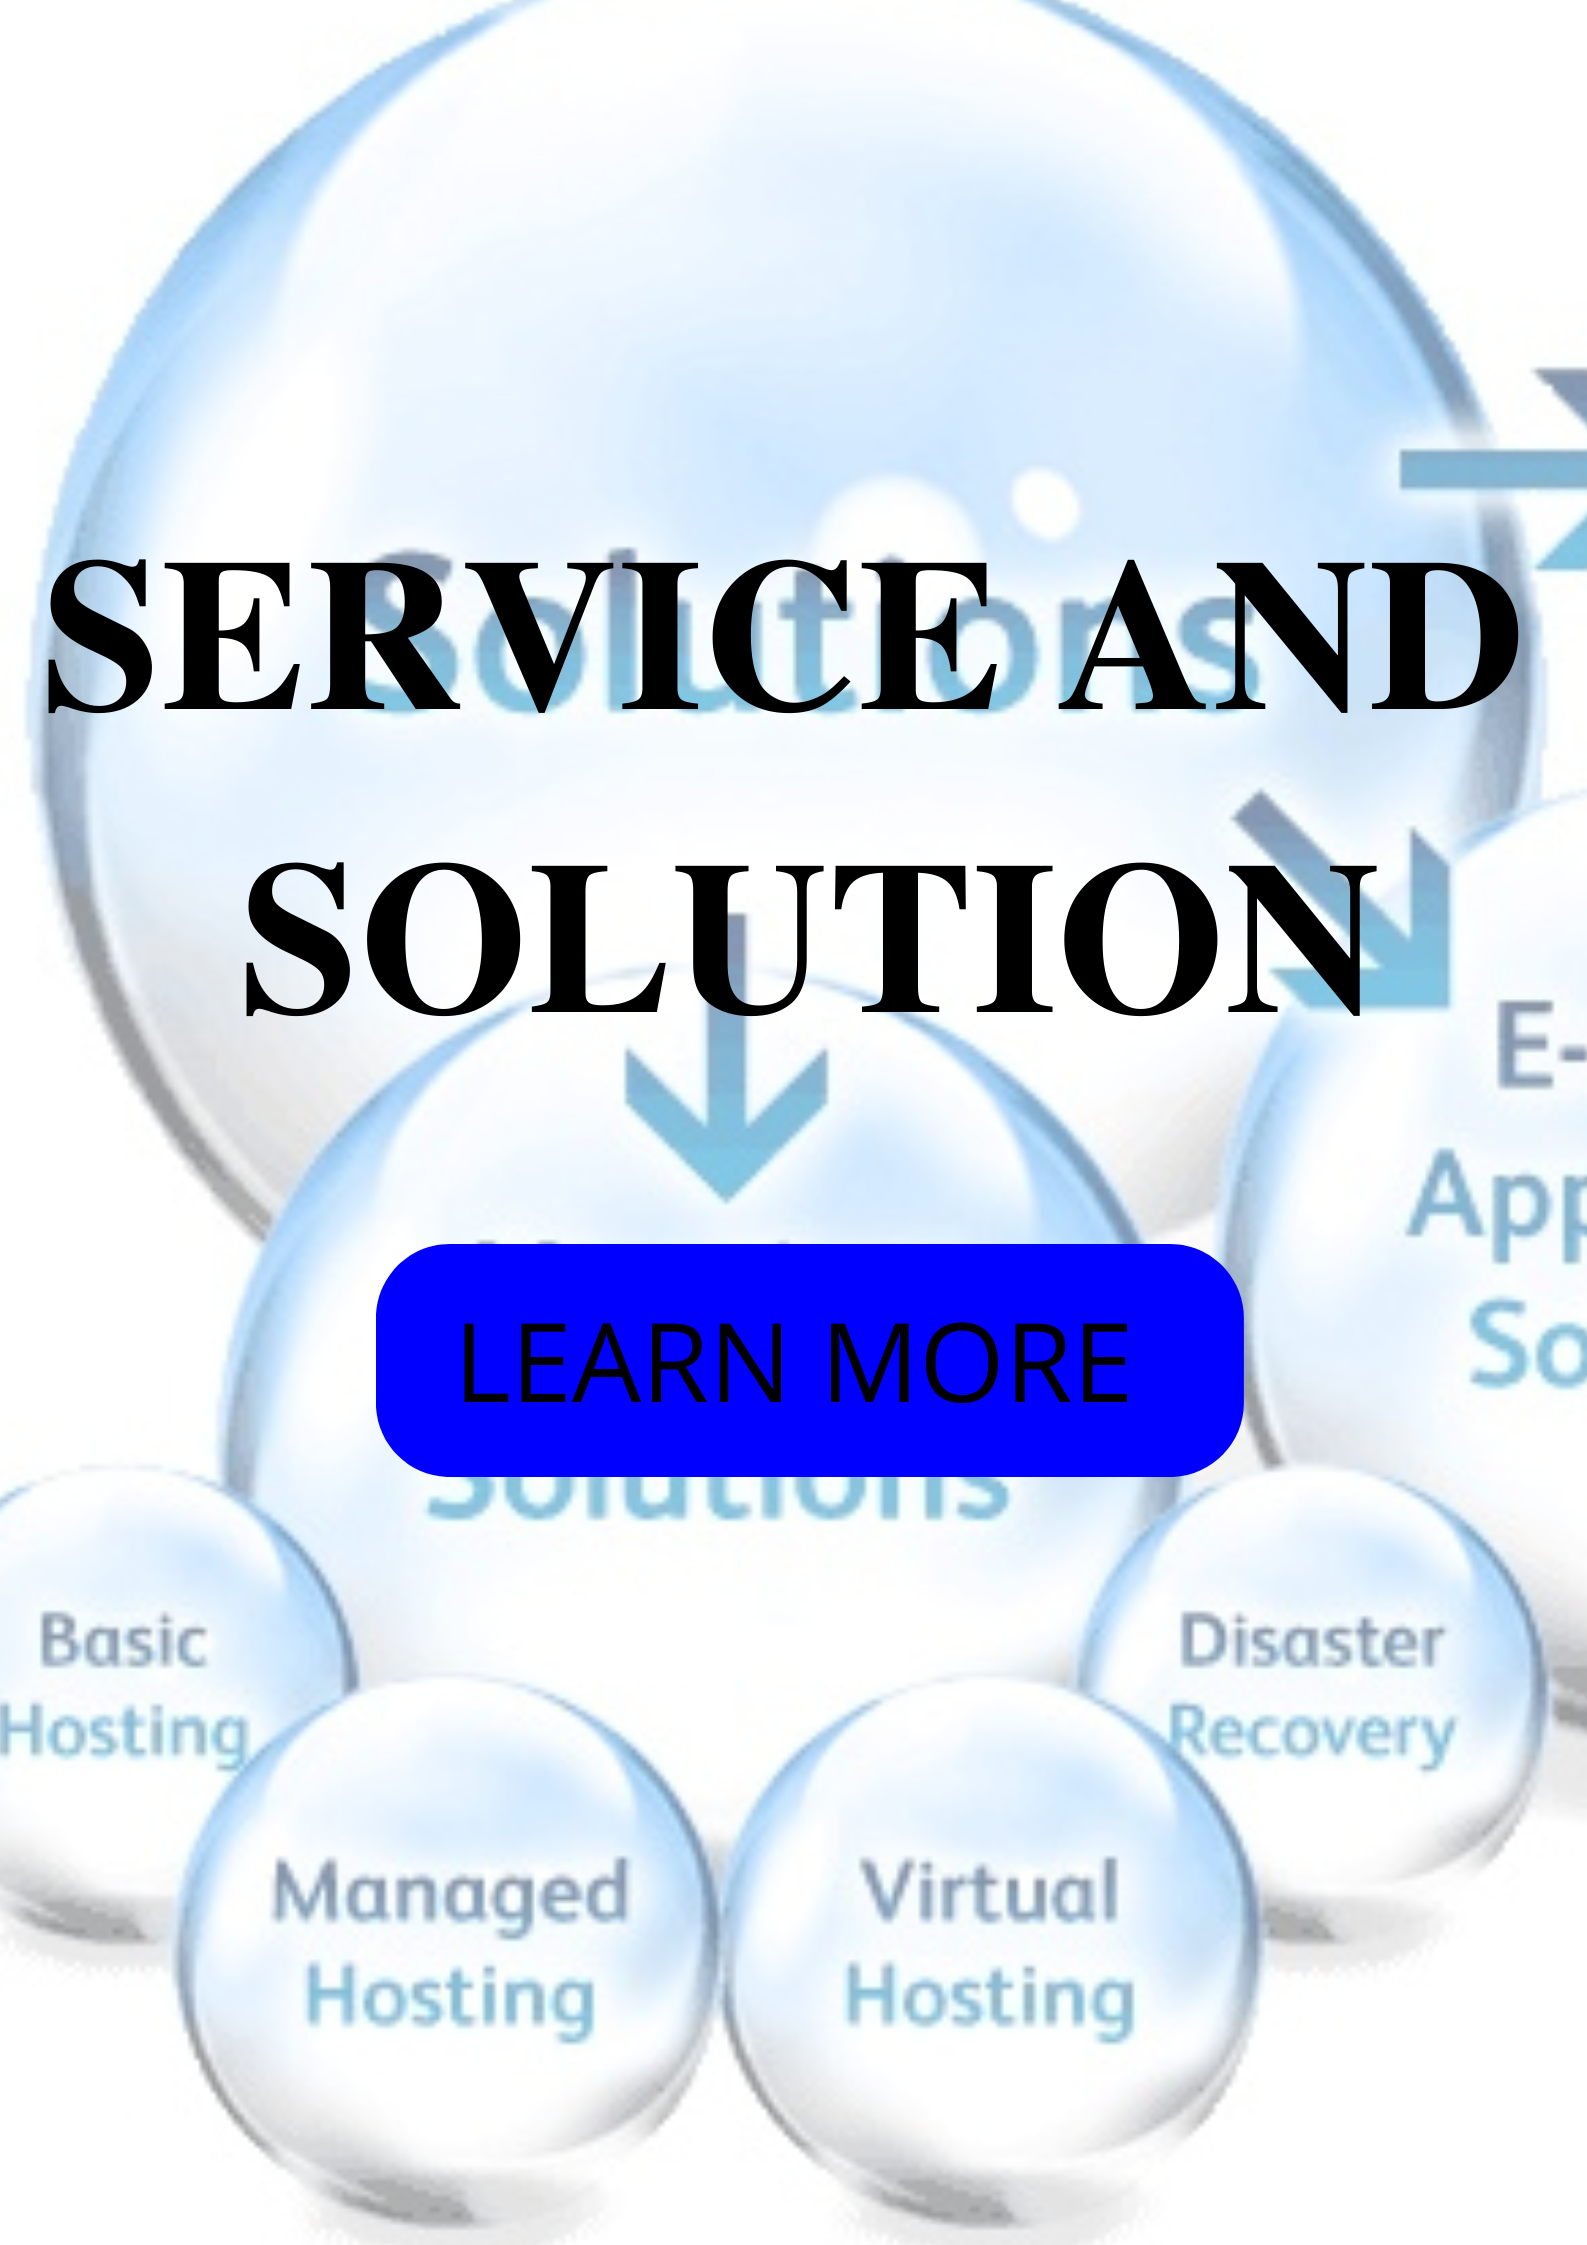 Solutions
SERVICE AND
SOLUTION
E-
App
So
LEARN MORE
Solutions
Basic
Hosting
Disaster
Recovery
Managed
Hosting
Virtual
Hosting